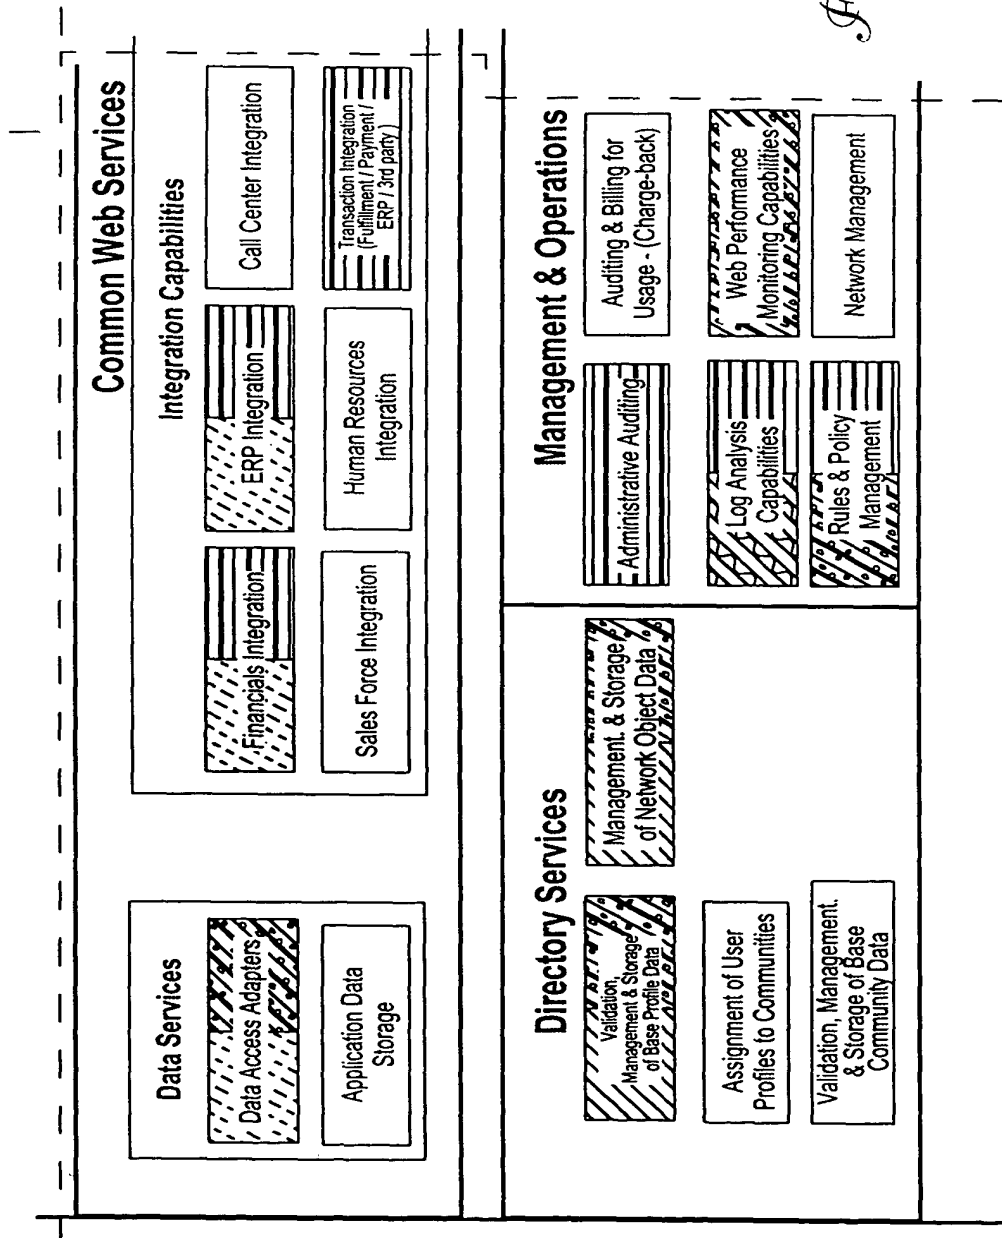 Common Web Services
Data Services
Data Access Adapters
Application Data
Storage
Integration Capabilities
Financials Integration
ERP Integration
Call Center Integration
Sales Force Integration
Human Resources
Integration
Transaction Integration
(Fulfillment / Payment /
ERP / 3rd party )
Directory Services
Validation,
Management & Storage
of Base Profile Data
Management. & Storage
of Network Object Data
Assignment of User
Profiles to Communities
Validation, Management.
& Storage of Base
Community Data
Management & Operations
Administrative Auditing
Auditing & Billing for
Usage - (Charge-back)
Log Analysis
Capabilities
Web Performance
Monitoring Capabilities
Rules & Policy
Management
Network Management